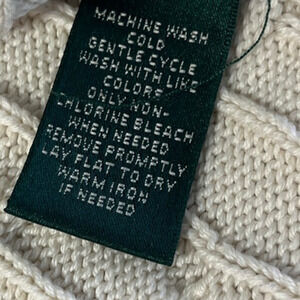 MACHINE WASH
COLD
GENTLE CYCLE
WASH WITH LIKE
COLORS
ONLY NON-
CHLORINE BLEACH
WHEN NEEDED
REMOVE PROMPTLY
LAY FLAT TO DRY
WARM IRON
IF NEEDED